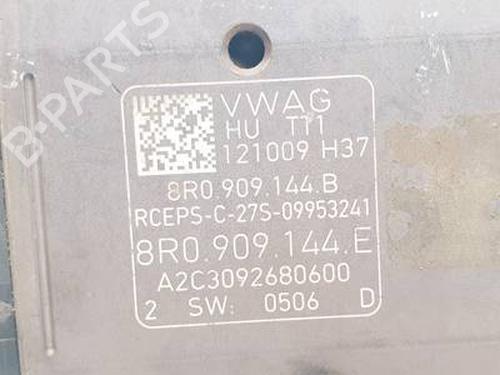 VWAG
HU TT1
121009 H37
8R0.909.144.B
RCEPS-C-27S-09953241
8R0.909.144.E
A2C3092680600
2 SW: 0506 D
B-PARTS